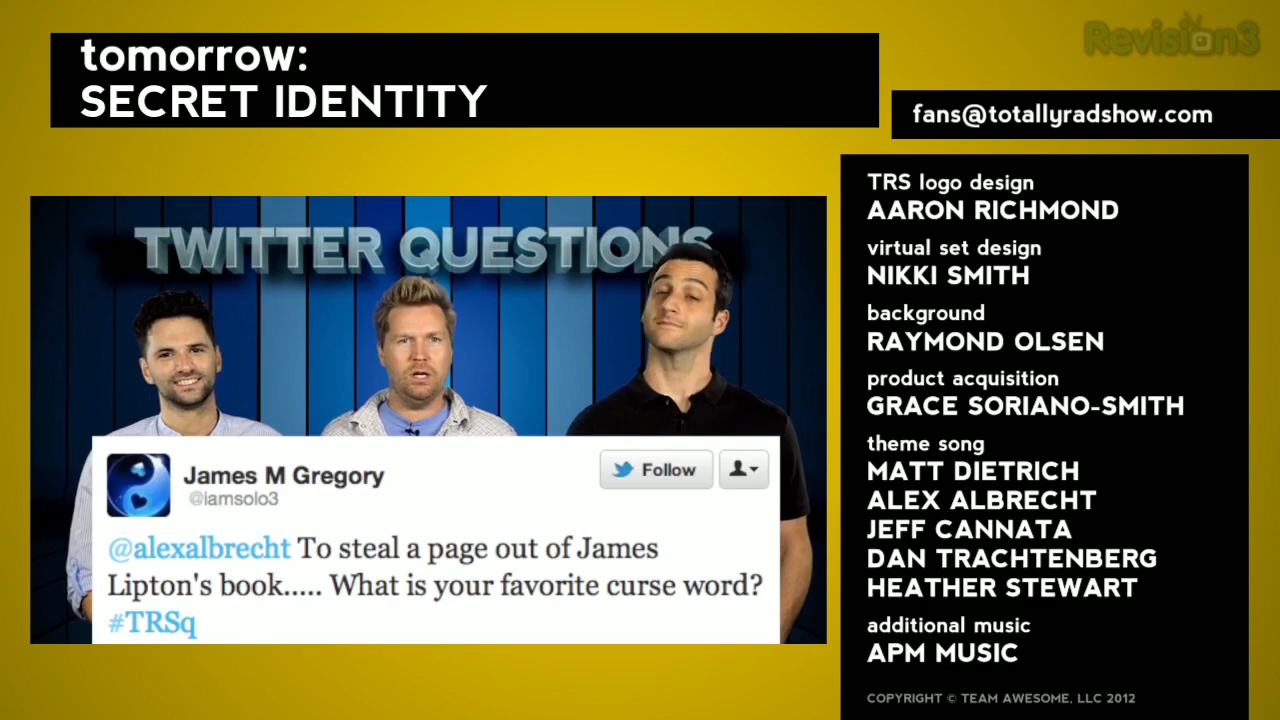 tomorrow:
SECRET IDENTITY
Revision3
fans@totallyradshow.com
TWITTER QUESTIONS
James M Gregory
@iamsolo3
Follow
@alexalbrecht To steal a page out of James
Lipton's book..... What is your favorite curse word?
#TRSq
TRS logo design
AARON RICHMOND
virtual set design
NIKKI SMITH
background
RAYMOND OLSEN
product acquisition
GRACE SORIANO-SMITH
theme song
MATT DIETRICH
ALEX ALBRECHT
JEFF CANNATA
DAN TRACHTENBERG
HEATHER STEWART
additional music
APM MUSIC
COPYRIGHT © TEAM AWESOME, LLC 2012